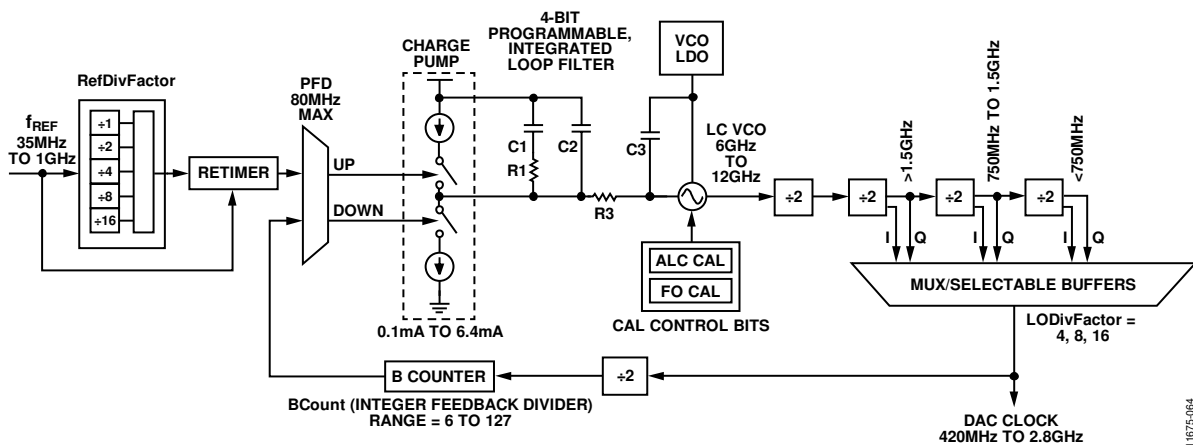 4-BIT
PROGRAMMABLE,
INTEGRATED
LOOP FILTER
VCO
LDO
CHARGE
PUMP
RefDivFactor
PFD
80MHz
MAX
fREF
35MHz
TO 1GHz
÷1
÷2
÷4
÷8
÷16
RETIMER
UP
DOWN
C1
R1
C2
C3
R3
LC VCO
6GHz
TO
12GHz
÷2
÷2
÷2
÷2
>1.5GHz
750MHz TO 1.5GHz
<750MHz
I
Q
I
Q
I
Q
ALC CAL
FO CAL
CAL CONTROL BITS
MUX/SELECTABLE BUFFERS
LODivFactor =
4, 8, 16
0.1mA TO 6.4mA
B COUNTER
÷2
BCount (INTEGER FEEDBACK DIVIDER)
RANGE = 6 TO 127
DAC CLOCK
420MHz TO 2.8GHz
11675-064